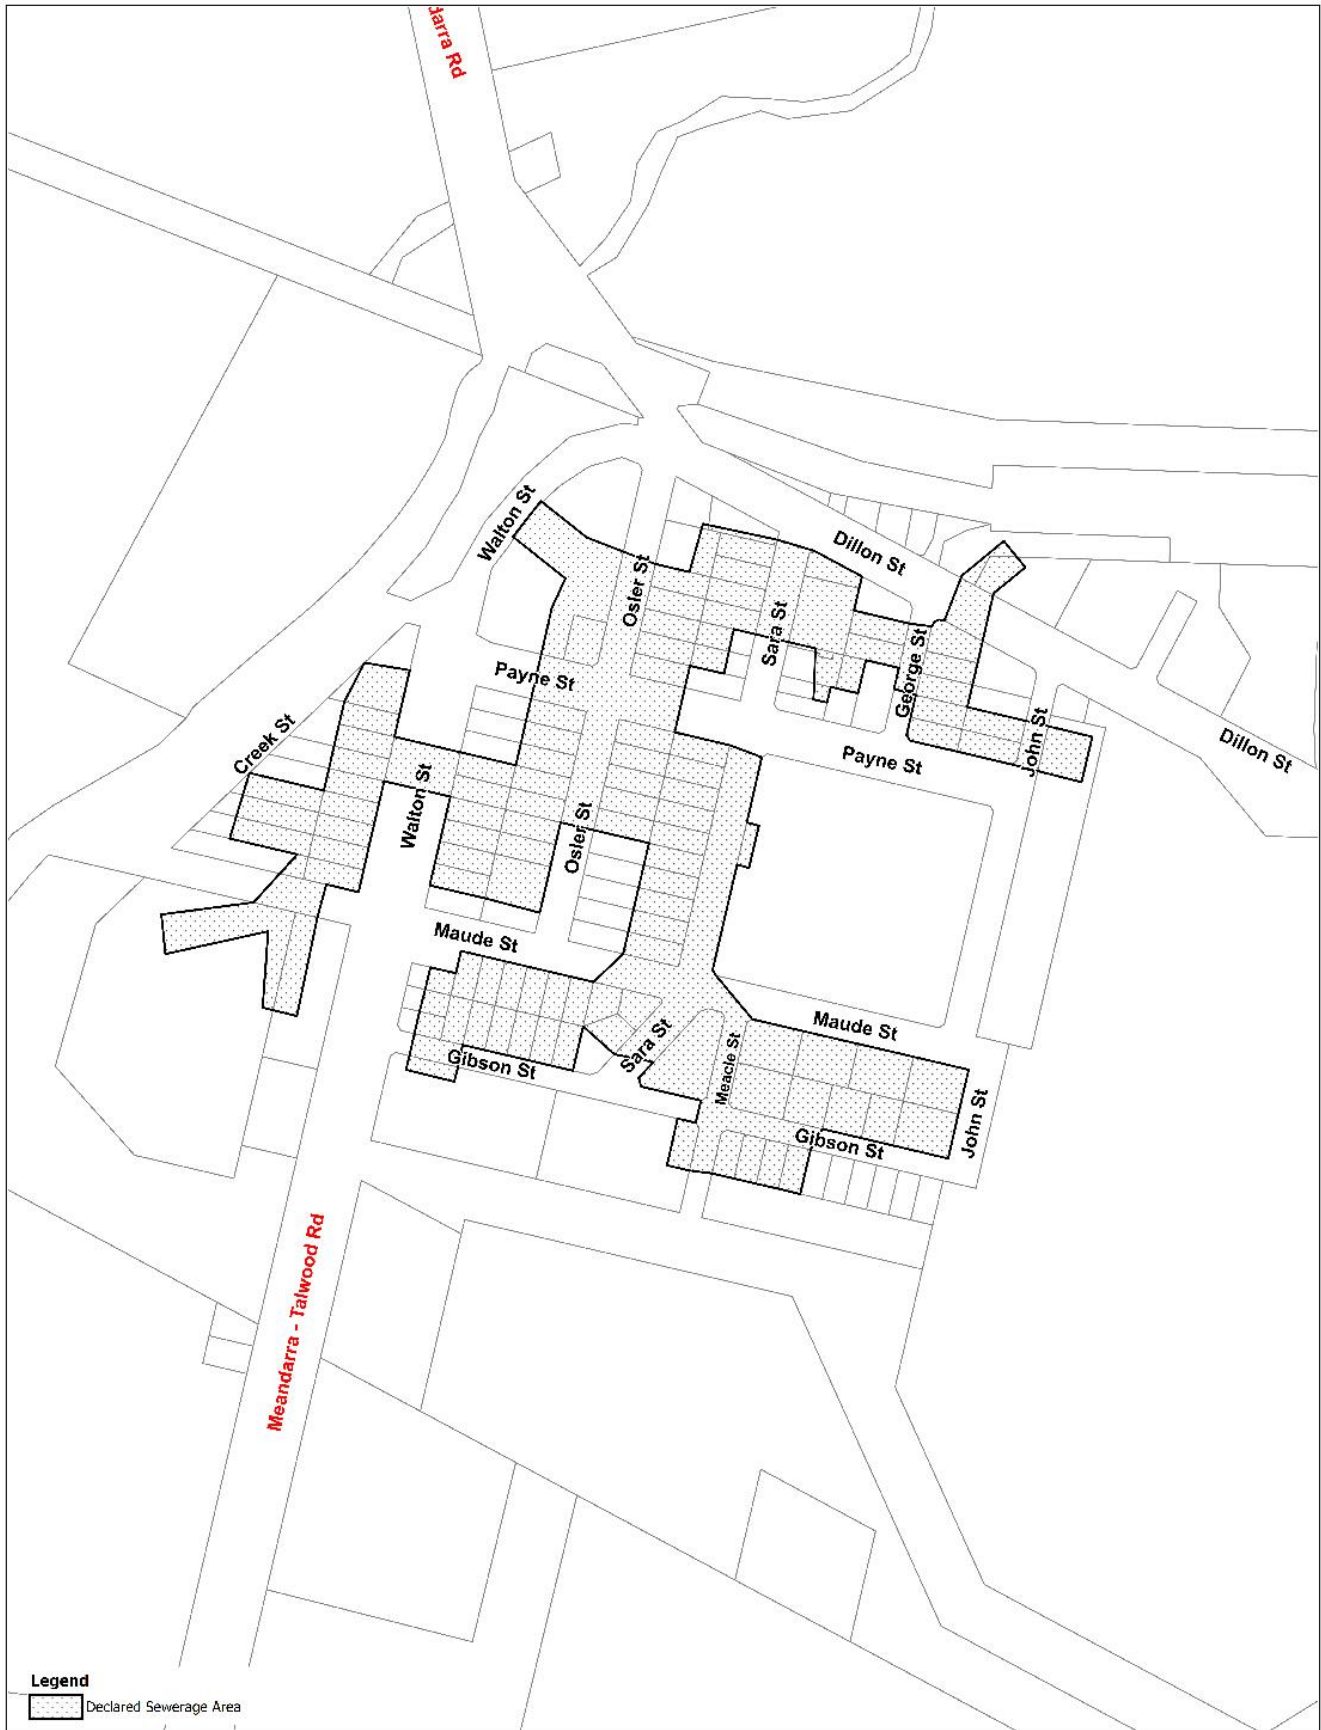 darra Rd
Walton St
Dillon St
Osler St
Sara St
George St
Payne St
John St
Creek St
Dillon St
Payne St
Walton St
Osler St
Maude St
Maude St
Sara St
Meacle St
Gibson St
John St
Gibson St
Meandarra - Talwood Rd
Legend
Declared Sewerage Area